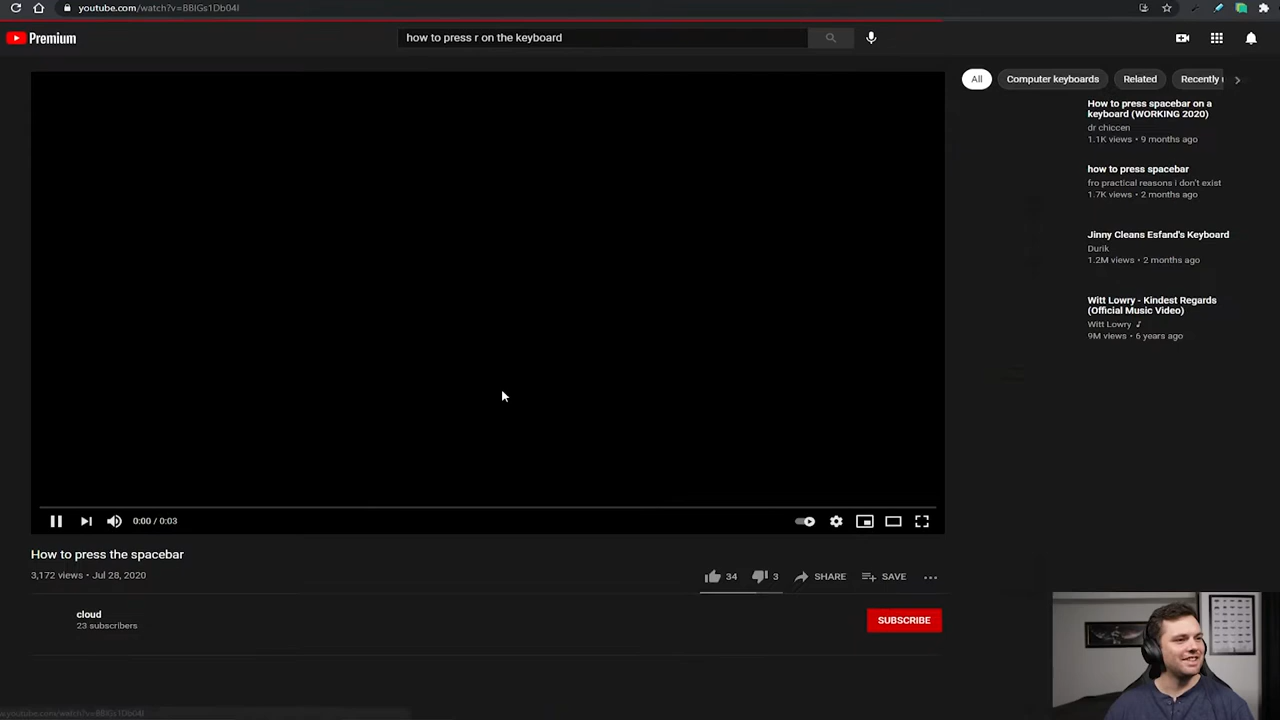 youtube.com/watch?v=BBIGs1Db04I
Premium
how to press r on the keyboard
All
Computer keyboards
Related
Recently
How to press spacebar on a
keyboard (WORKING 2020)
dr chiccen
1.1K views • 9 months ago
how to press spacebar
fro practical reasons i don't exist
1.7K views • 2 months ago
Jinny Cleans Esfand's Keyboard
Durik
1.2M views • 2 months ago
Witt Lowry - Kindest Regards
(Official Music Video)
Witt Lowry ♪
9M views • 6 years ago
0:00 / 0:03
How to press the spacebar
3,172 views • Jul 28, 2020
34
3
SHARE
SAVE
cloud
23 subscribers
SUBSCRIBE